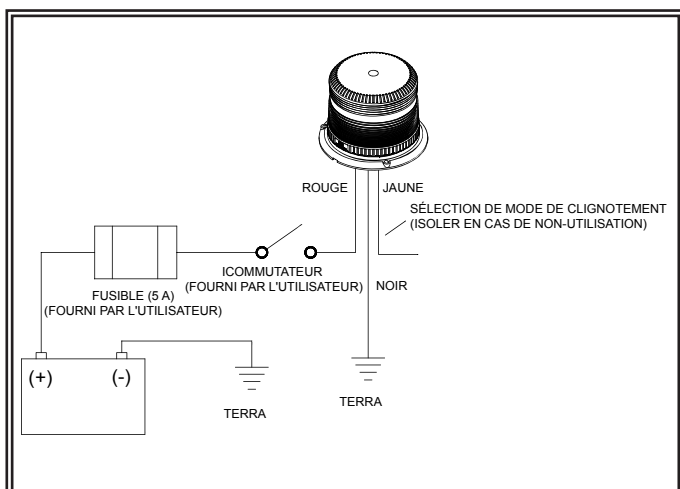 ROUGE
JAUNE
SÉLECTION DE MODE DE CLIGNOTEMENT
(ISOLER EN CAS DE NON-UTILISATION)
ICOMMUTATEUR
(FOURNI PAR L'UTILISATEUR)
NOIR
FUSIBLE (5 A)
(FOURNI PAR L'UTILISATEUR)
(+)
(-)
TERRA
TERRA